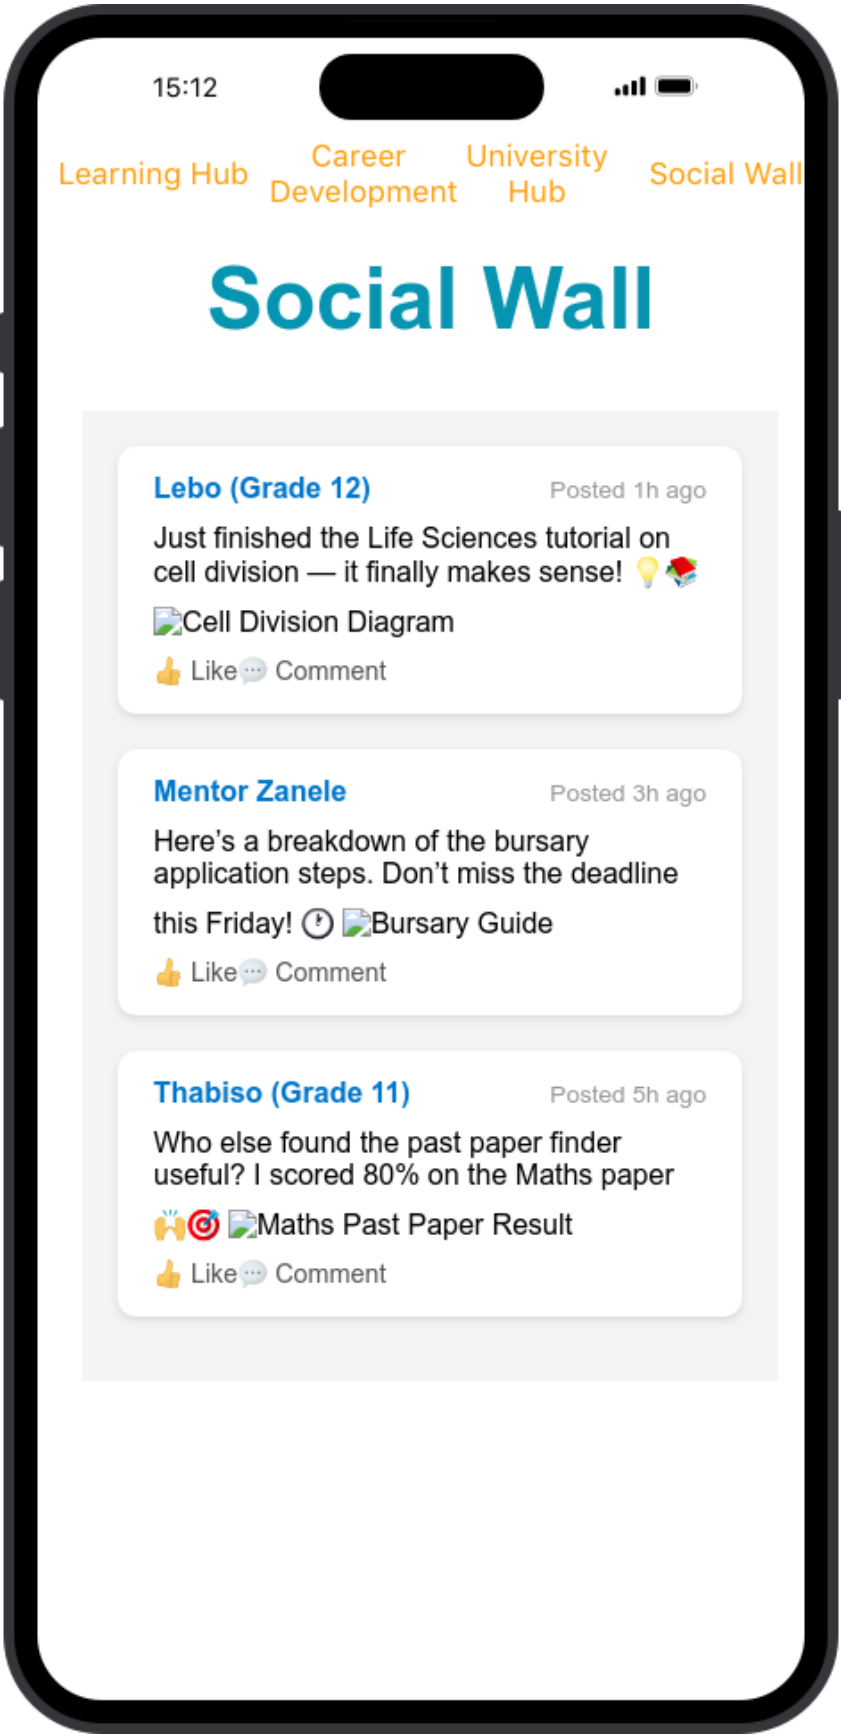 15:12
Learning Hub
Career
Development
University
Hub
Social Wall
Social Wall
Lebo (Grade 12)
Posted 1h ago
Just finished the Life Sciences tutorial on
cell division — it finally makes sense! 💡📚
Cell Division Diagram
👍 Like💬 Comment
Mentor Zanele
Posted 3h ago
Here’s a breakdown of the bursary
application steps. Don’t miss the deadline
this Friday! 🕐 Bursary Guide
👍 Like💬 Comment
Thabiso (Grade 11)
Posted 5h ago
Who else found the past paper finder
useful? I scored 80% on the Maths paper
🙌🎯 Maths Past Paper Result
👍 Like💬 Comment